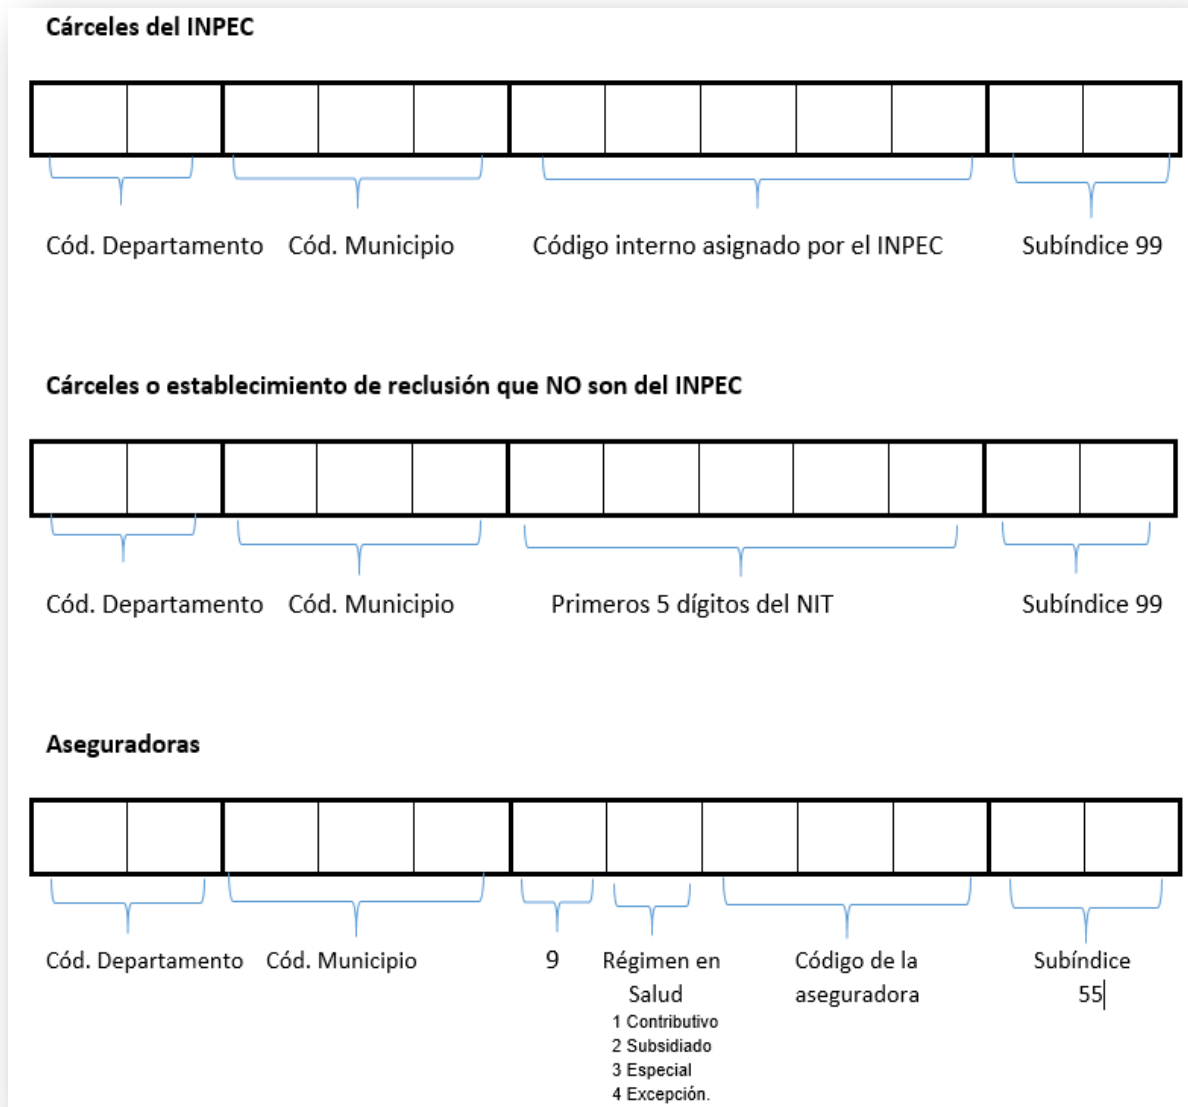 Cárceles del INPEC
Cód. Departamento Cód. Municipio Código interno asignado por el INPEC Subíndice 99
Cárceles o establecimiento de reclusión que NO son del INPEC
Cód. Departamento Cód. Municipio Primeros 5 dígitos del NIT Subíndice 99
Aseguradoras
Cód. Departamento Cód. Municipio 9 Régimen en Código de la Subíndice
Salud aseguradora 55
1 Contributivo
2 Subsidiado
3 Especial
4 Excepción.